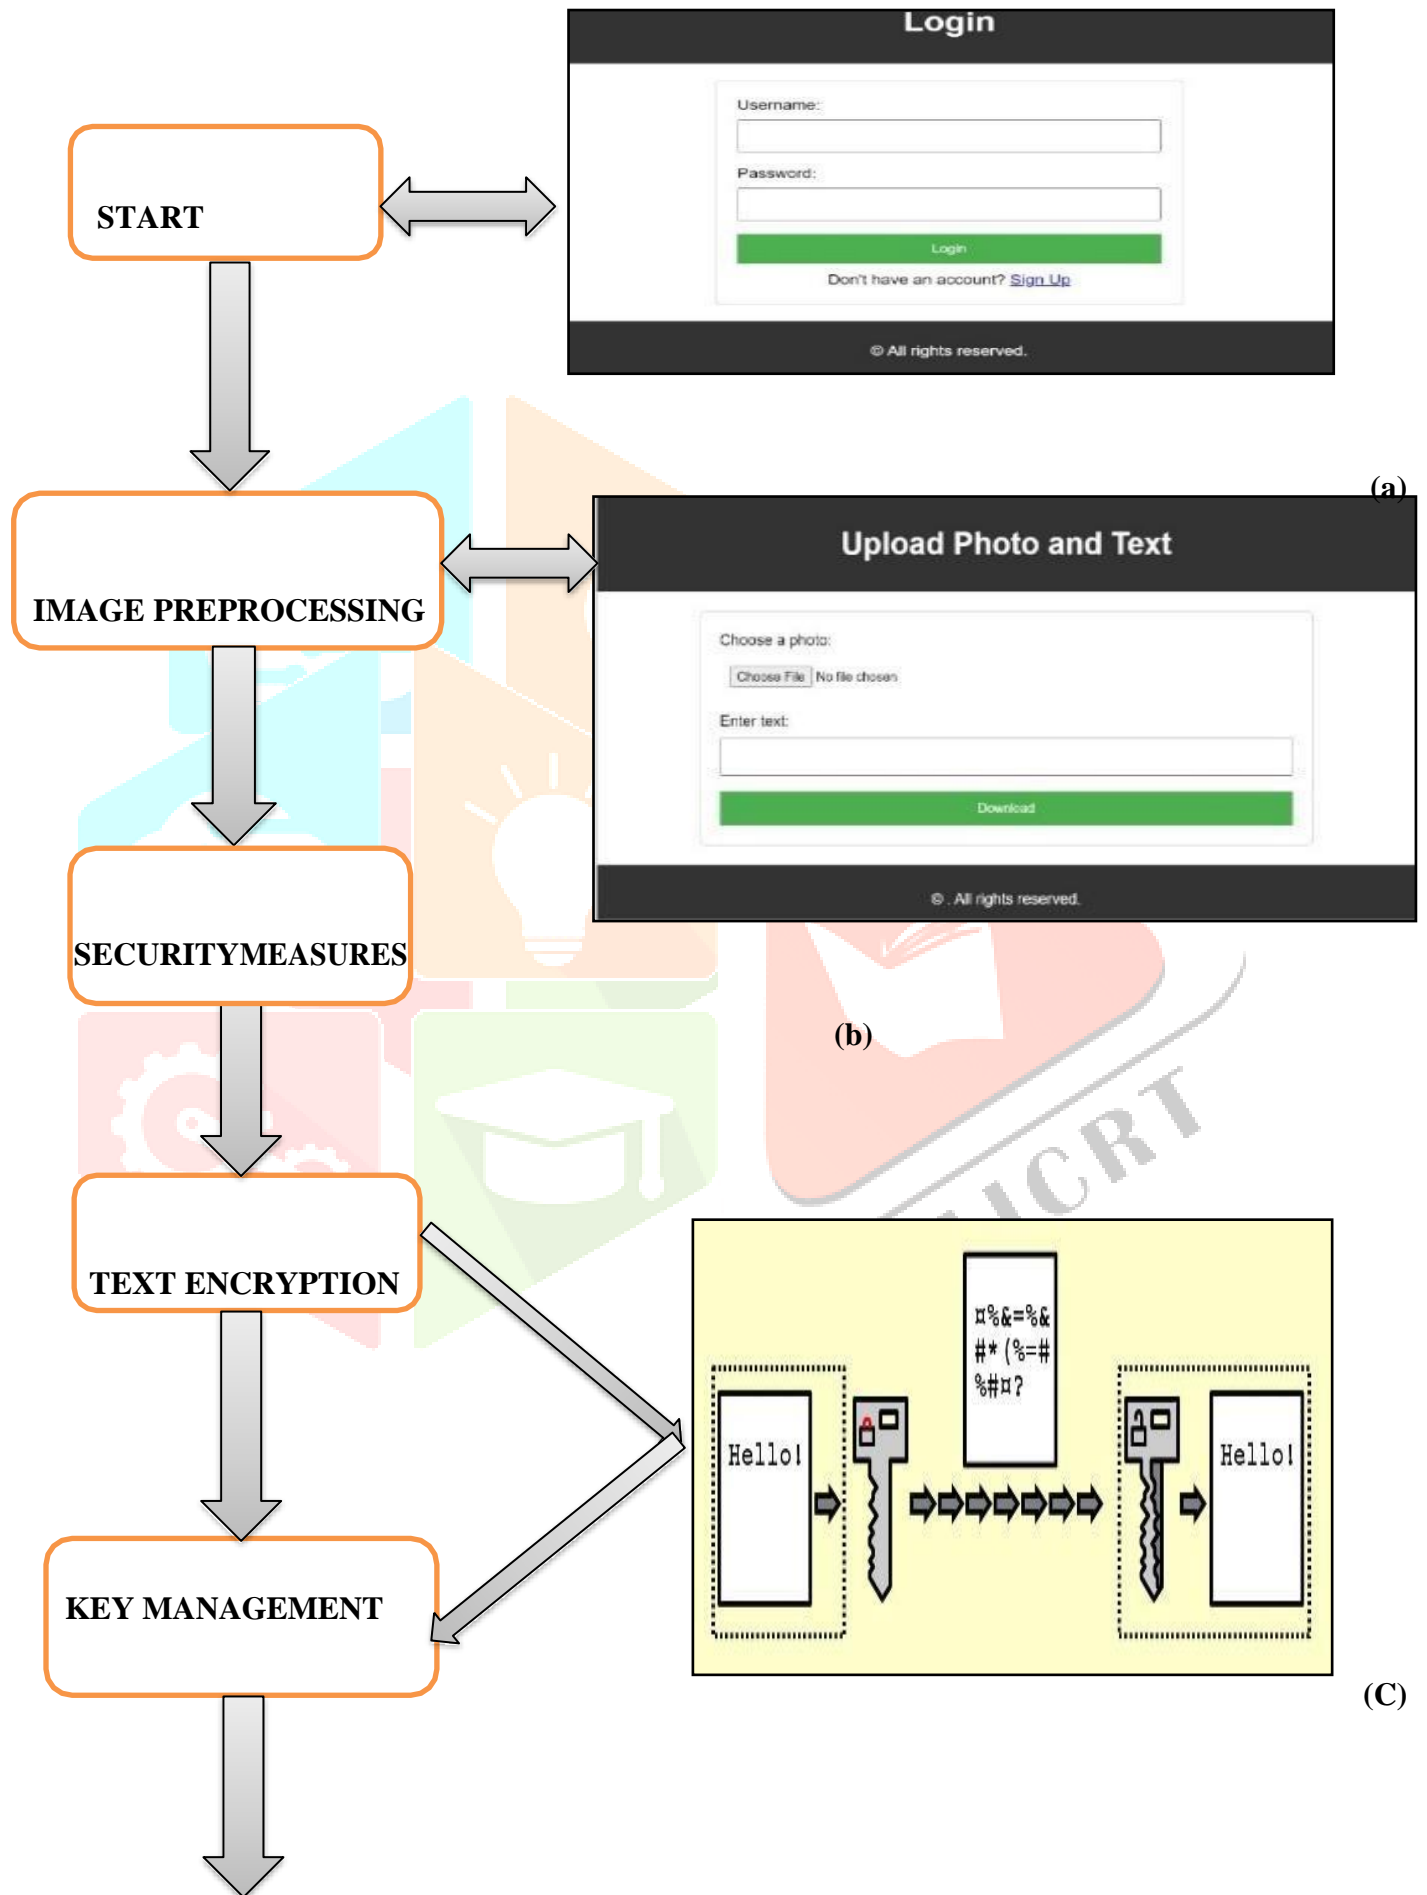 Login
Username:
Password:
Login
Don't have an account? Sign Up
© All rights reserved.
START
(a)
Upload Photo and Text
Choose a photo:
Choose File No file chosen
Enter text:
Download
© . All rights reserved.
IMAGE PREPROCESSING
SECURITYMEASURES
(b)
IJCRT
TEXT ENCRYPTION
¤%&=%&
#*(%=#
%#¤?
Hello!
Hello!
KEY MANAGEMENT
(C)